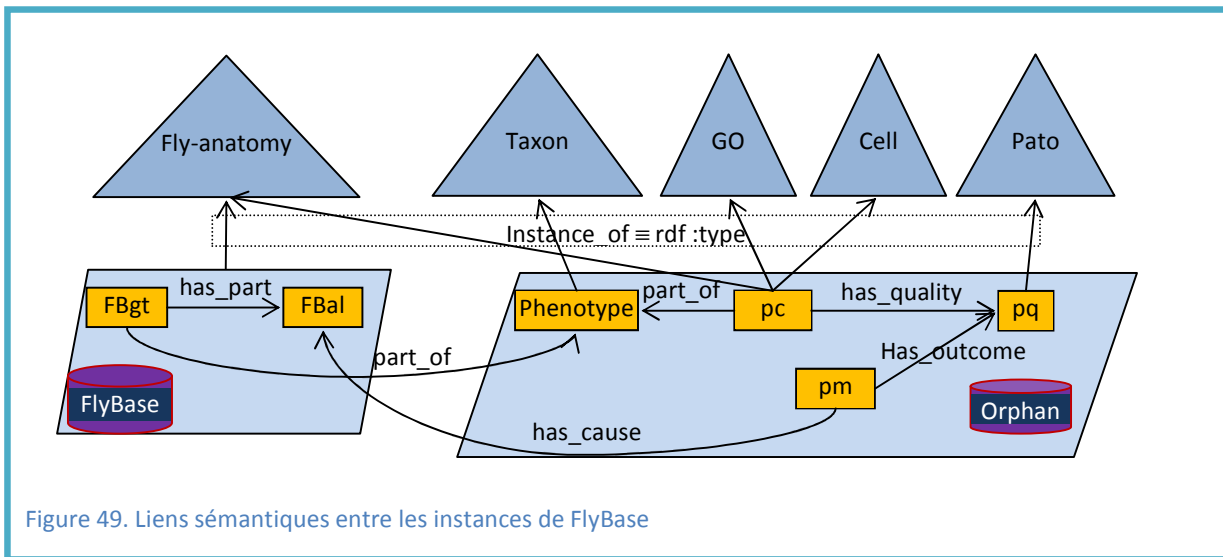 Fly-anatomy
Taxon
GO
Cell
Pato
Instance_of ≡ rdf :type
FBgt
has_part
FBal
Phenotype
part_of
pc
has_quality
pq
part_of
Has_outcome
pm
FlyBase
Orphan
has_cause
Figure 49. Liens sémantiques entre les instances de FlyBase